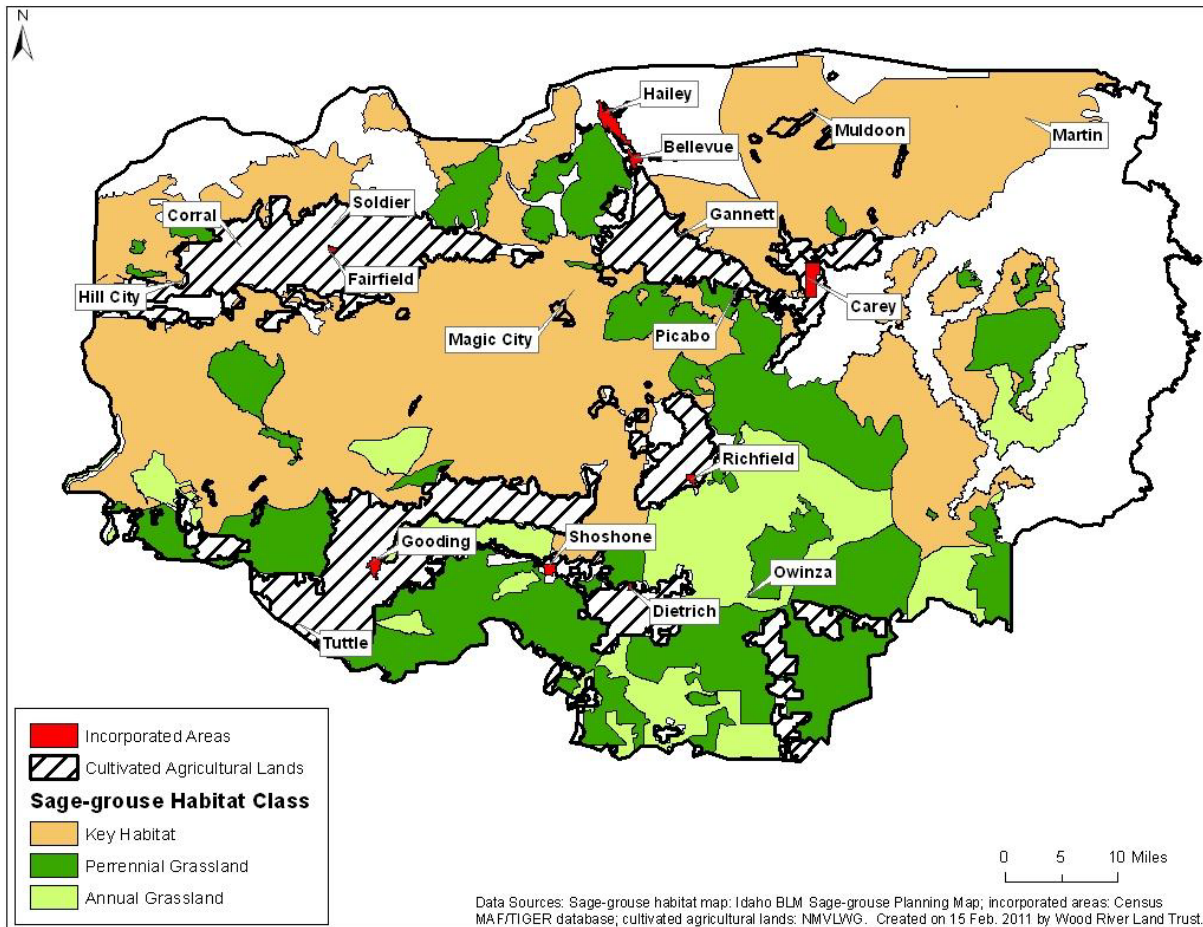 N
Hailey
Muldoon
Martin
Bellevue
Soldier
Corral
Gannett
Fairfield
Hill City
Carey
Magic City
Picabo
Richfield
Gooding
Shoshone
Owinza
Dietrich
Tuttle
Incorporated Areas
Cultivated Agricultural Lands
Sage-grouse Habitat Class
Key Habitat
Perrennial Grassland
Annual Grassland
0 5 10 Miles
Data Sources: Sage-grouse habitat map: Idaho BLM Sage-grouse Planning Map; incorporated areas: Census
MAF/TIGER database; cultivated agricultural lands: NMVLWG. Created on 15 Feb. 2011 by Wood River Land Trust.